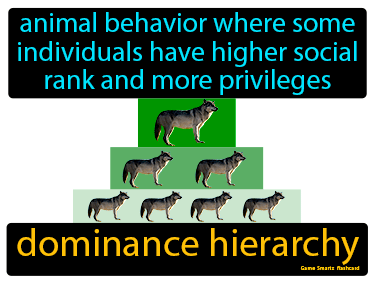 animal behavior where some
individuals have higher social
rank and more privileges
dominance hierarchy
Game Smartz flashcard